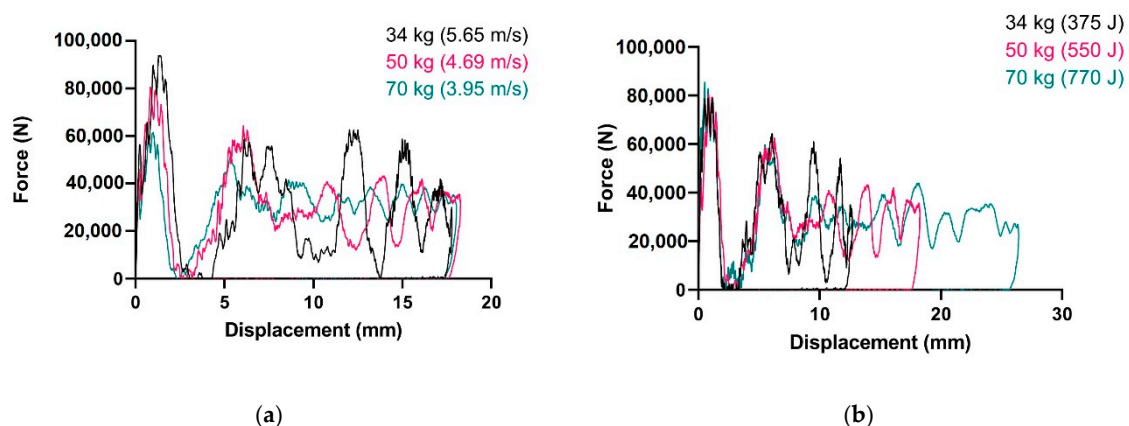 34 kg (5.65 m/s)
50 kg (4.69 m/s)
70 kg (3.95 m/s)
100,000
80,000
60,000
40,000
20,000
0
Force (N)
0 5 10 15 20
Displacement (mm)
(a)
34 kg (375 J)
50 kg (550 J)
70 kg (770 J)
100,000
80,000
60,000
40,000
20,000
0
Force (N)
0 10 20 30
Displacement (mm)
(b)